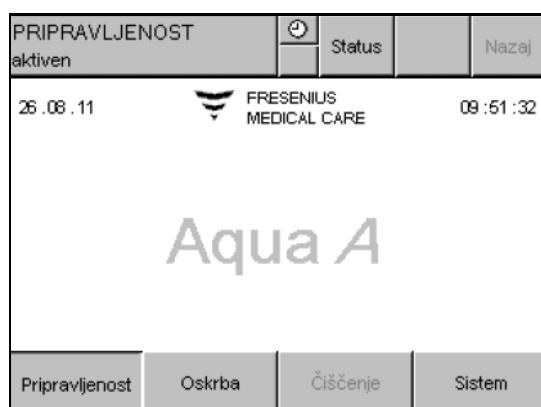 PRIPRAVLJENOST
aktiven
Status
Nazaj
26.08.11
FRESENIUS
MEDICAL CARE
09:51:32
Aqua A
Pripravljenost
Oskrba
Čiščenje
Sistem